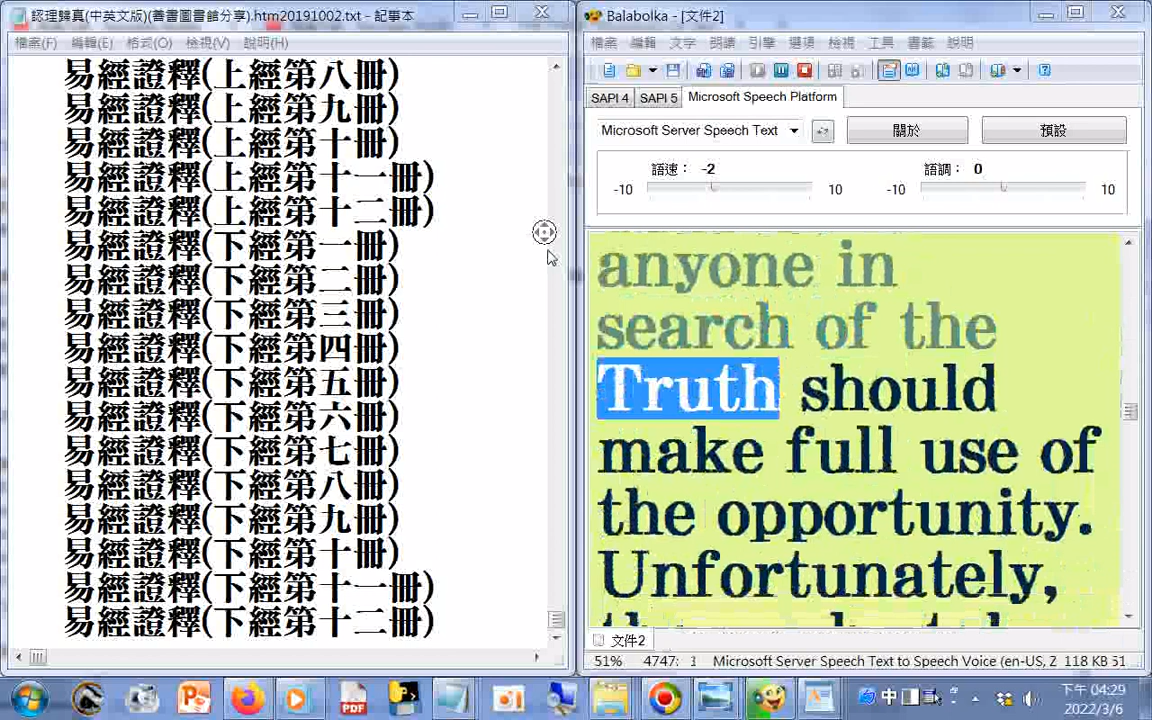 認理歸真(中英文版)(善書圖書館分享).htm20191002.txt - 記事本
檔案(F) 編輯(E) 格式(O) 檢視(V) 說明(H)
易經證釋(上經第八冊)
易經證釋(上經第九冊)
易經證釋(上經第十冊)
易經證釋(上經第十一冊)
易經證釋(上經第十二冊)
易經證釋(下經第一冊)
易經證釋(下經第二冊)
易經證釋(下經第三冊)
易經證釋(下經第四冊)
易經證釋(下經第五冊)
易經證釋(下經第六冊)
易經證釋(下經第七冊)
易經證釋(下經第八冊)
易經證釋(下經第九冊)
易經證釋(下經第十冊)
易經證釋(下經第十一冊)
易經證釋(下經第十二冊)
Balabolka - [文件2]
檔案 編輯 文字 朗讀 引擎 選項 檢視 工具 書籤 說明
SAPI 4 SAPI 5 Microsoft Speech Platform
Microsoft Server Speech Text 關於 預設
語速： -2 語調： 0
-10 10 -10 10
anyone in
search of the
Truth should
make full use of
the opportunity.
Unfortunately,
文件2
51% 4747: 1 Microsoft Server Speech Text to Speech Voice (en-US, Z 118 KB 51
中 下午 04:29
2022/3/6